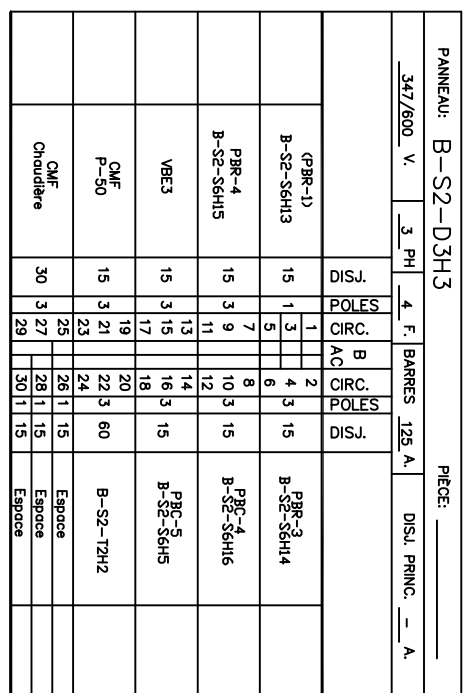 PANNEAU: B-S2-D3H3 PIÈCE:
347/600 V. 3 PH 4 F. BARRES 125 A. DISJ. PRINC. - A.
DISJ. POLES CIRC. A B C CIRC. POLES DISJ.
(PBR-1)
B-S2-S6H13
15 1 1 3 5 2 4 6 3 15
PBR-3
B-S2-S6H14
PBR-4
B-S2-S6H15
15 3 7 9 11 8 10 12 3 15
PBC-4
B-S2-S6H16
VBE3
15 3 13 15 17 14 16 18 3 15
PBC-5
B-S2-S6H5
CMF
P-50
15 3 19 21 23 20 22 24 3 60
B-S2-T2H2
CMF
Chaudière
30 3 25 27 29
26 1 15 Espace
28 1 15 Espace
30 1 15 Espace